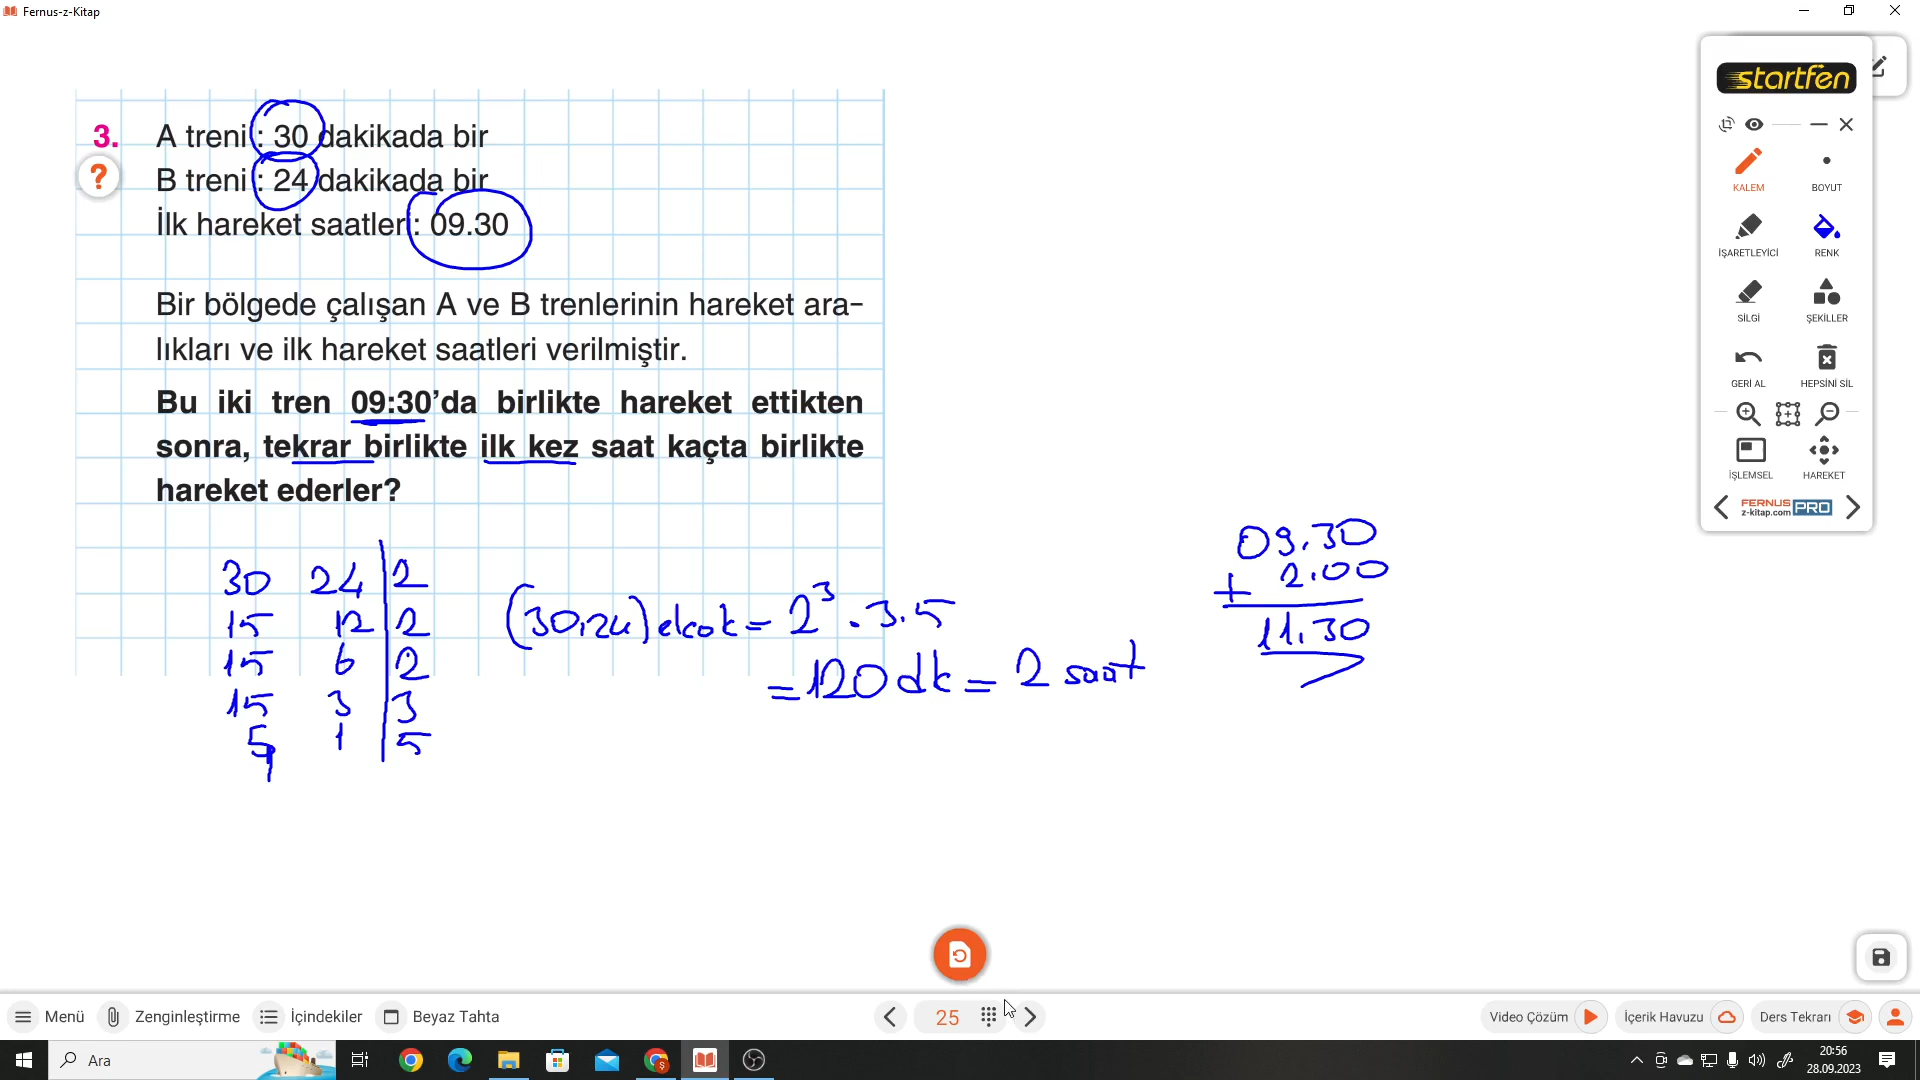 Fernus-z-Kitap
3. A treni : 30 dakikada bir
? B treni : 24 dakikada bir
İlk hareket saatleri : 09.30
Bir bölgede çalışan A ve B trenlerinin hareket ara-
lıkları ve ilk hareket saatleri verilmiştir.
Bu iki tren 09:30'da birlikte hareket ettikten
sonra, tekrar birlikte ilk kez saat kaçta birlikte
hareket ederler?
30 24 2
15 12 2
15 6 2
15 3 3
5 1 5
1
(30,24) ekok = 2³ . 3.5
= 120 dk = 2 saat
09.30
+ 2.00
11.30
startfen
KALEM BOYUT
İŞARETLEYİCİ RENK
SİLGİ ŞEKİLLER
GERİ AL HEPSİNİ SİL
İŞLEMSEL HAREKET
FERNUS PRO
z-kitap.com
Menü Zenginleştirme İçindekiler Beyaz Tahta 25 Video Çözüm İçerik Havuzu Ders Tekrarı
Ara
20:56
28.09.2023